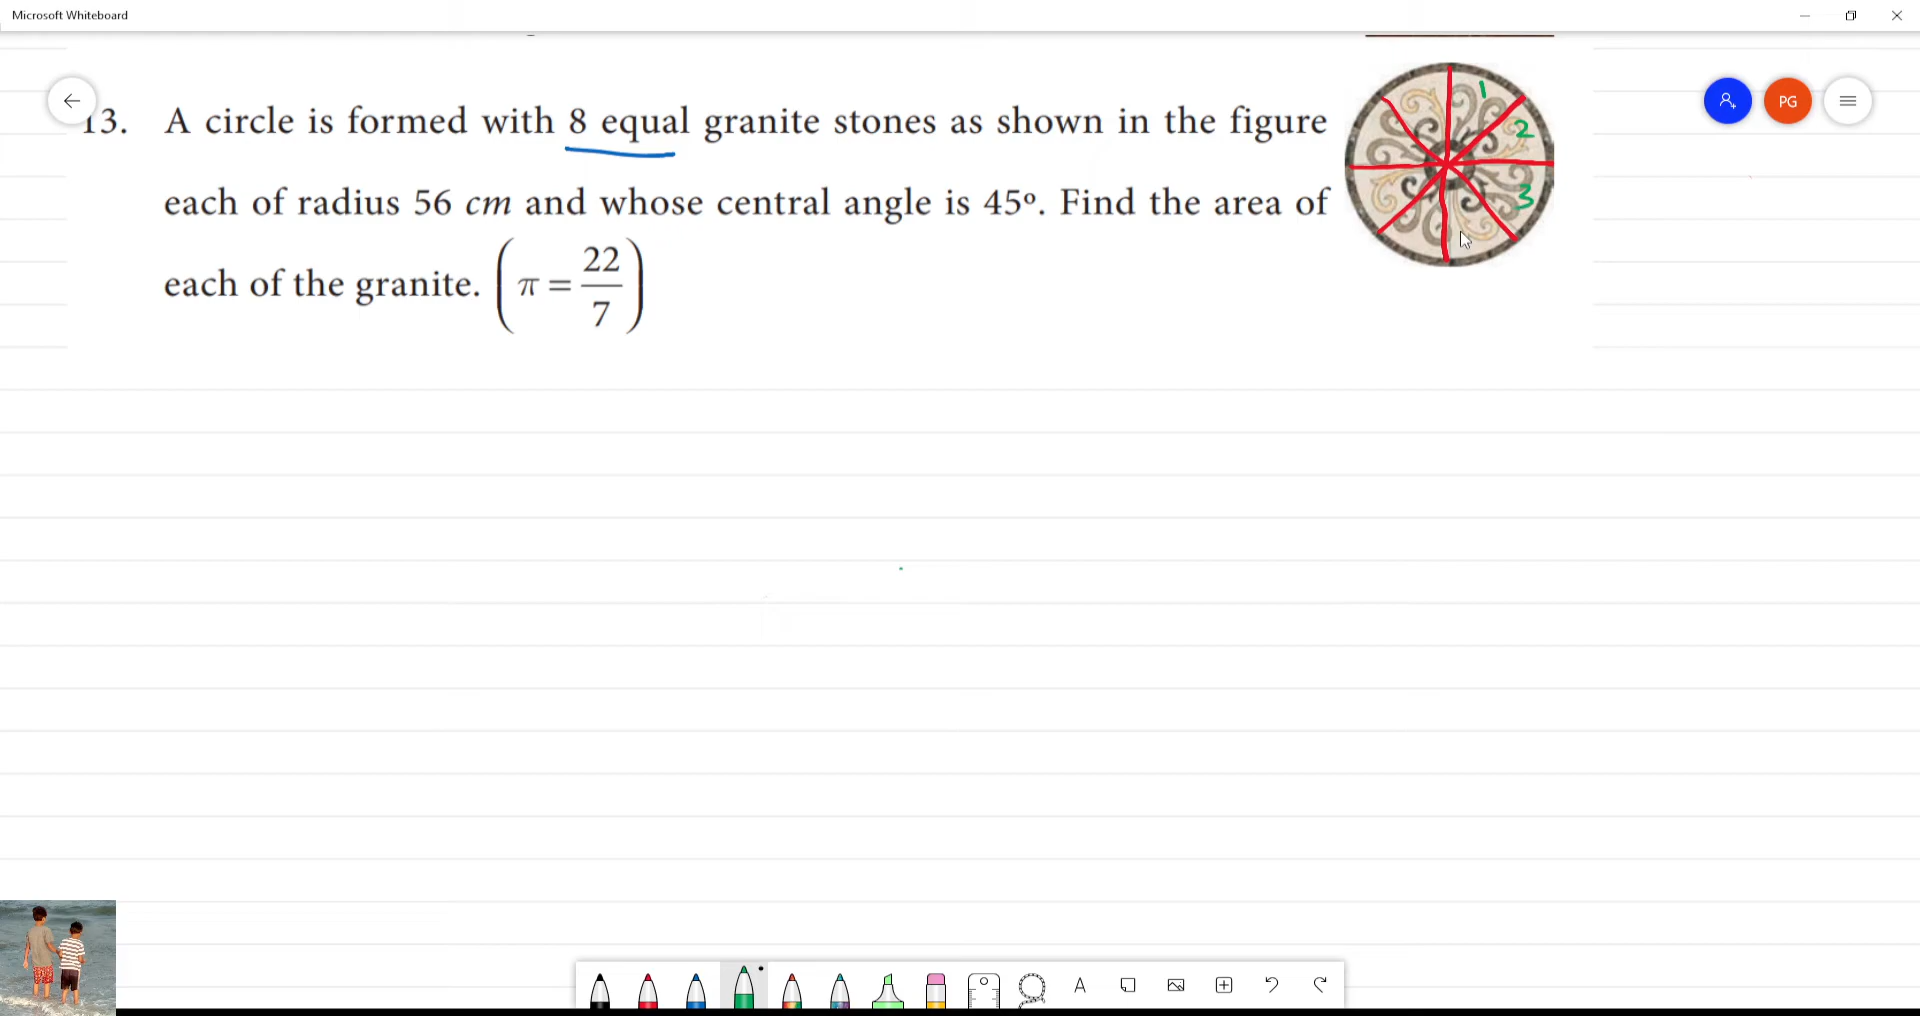 Microsoft Whiteboard
13. A circle is formed with 8 equal granite stones as shown in the figure
each of radius 56 cm and whose central angle is 45º. Find the area of
each of the granite. (π = 22/7)
1
2
3
PG
A